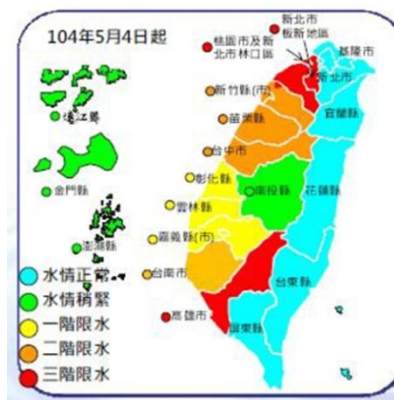 104年5月4日起
新北市
板新地區
桃園市及新
北市林口區
基隆市
新北市
宜蘭縣
新竹縣(市)
苗栗縣
台中市
連江縣
彰化縣
南投縣
花蓮縣
金門縣
雲林縣
嘉義縣(市)
澎湖縣
台南市
台東縣
高雄市
屏東縣
水情正常
水情稍緊
一階限水
二階限水
三階限水